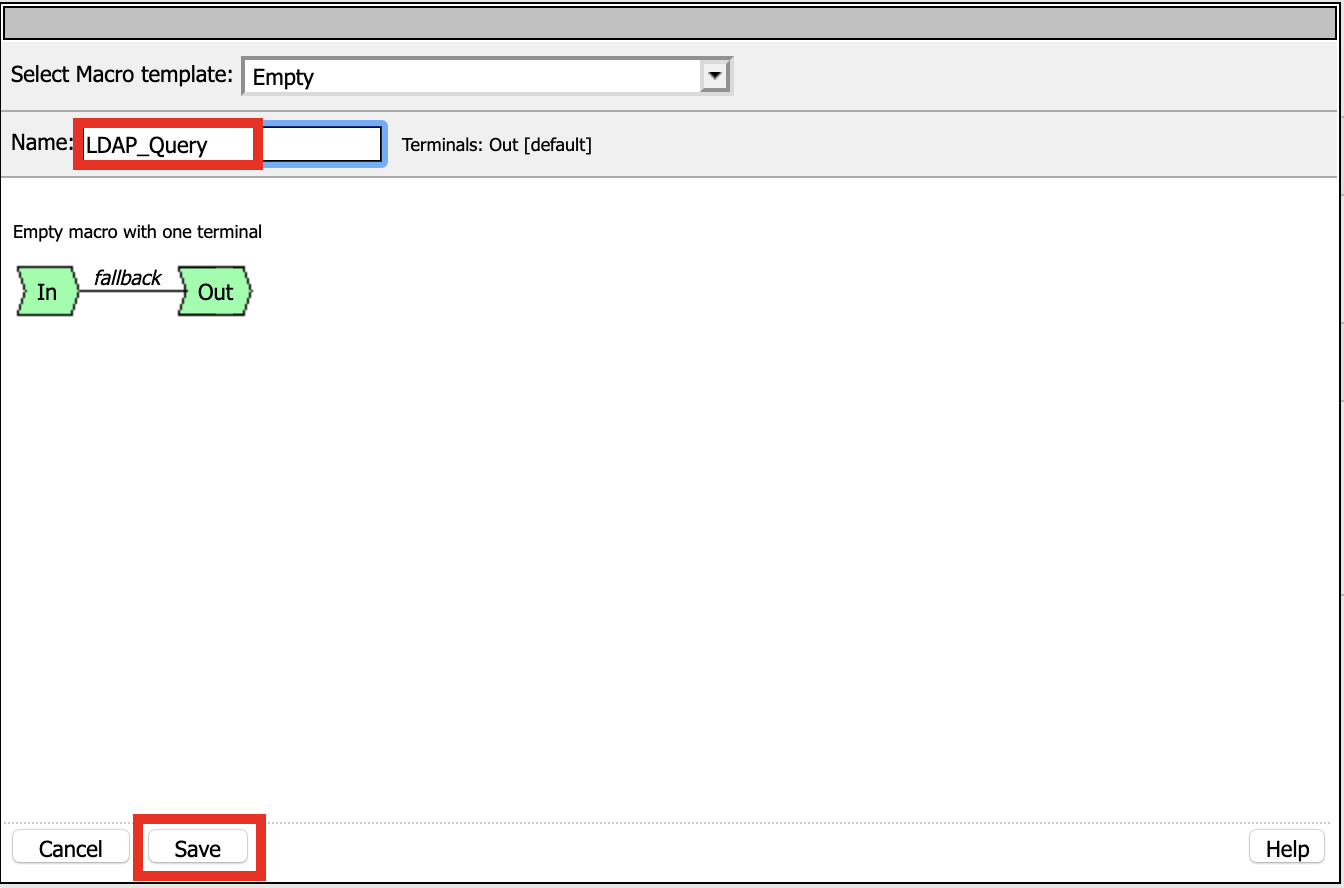 Select Macro template: Empty
Name: LDAP_Query Terminals: Out [default]
Empty macro with one terminal
In fallback Out
Cancel Save Help